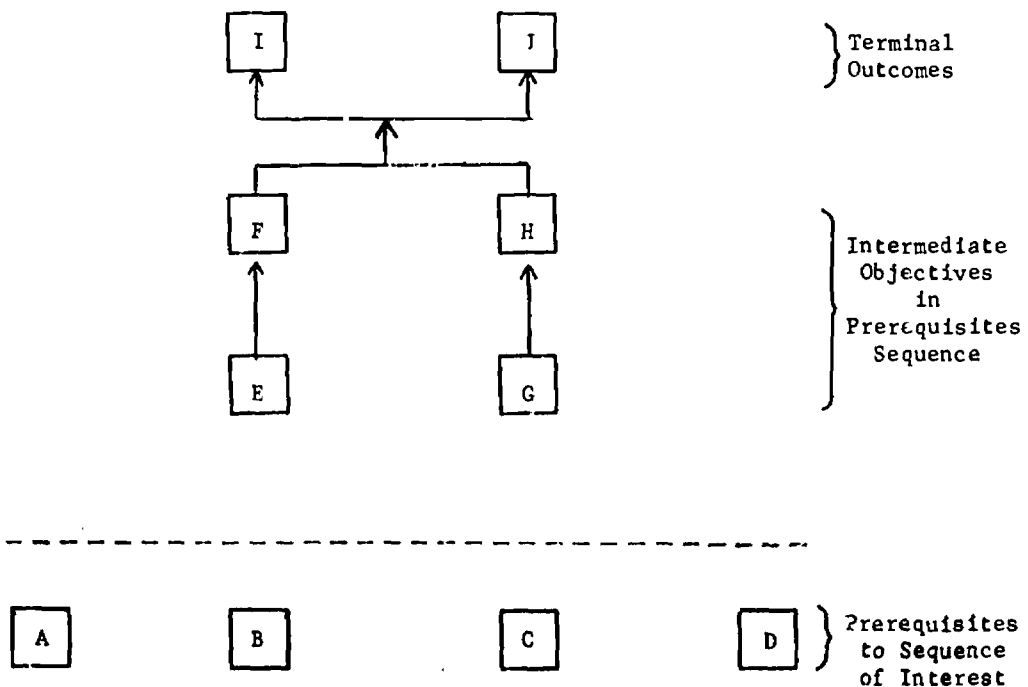 I
J
Terminal
Outcomes
F
H
Intermediate
Objectives
in
Prerequisites
Sequence
E
G
A
B
C
D
Prerequisites
to Sequence
of Interest